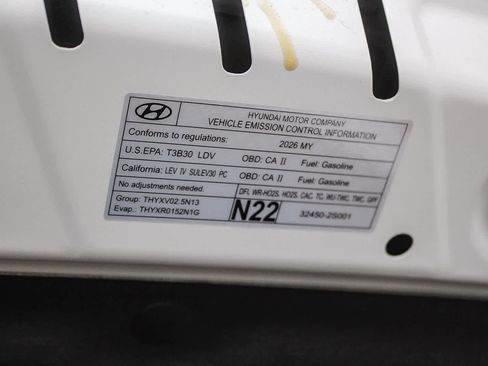 HYUNDAI MOTOR COMPANY
VEHICLE EMISSION CONTROL INFORMATION
Conforms to regulations: 2026 MY
U.S.EPA: T3B30 LDV OBD: CA II Fuel: Gasoline
California: LEV IV SULEV30 PC OBD: CA II Fuel: Gasoline
No adjustments needed. DFI, WR-HO2S, HO2S, CAC, TC, WU-TWC, TWC, GPF
Group: THYXV02.5N13
Evap.: THYXR0152N1G
N22 32450-2S001